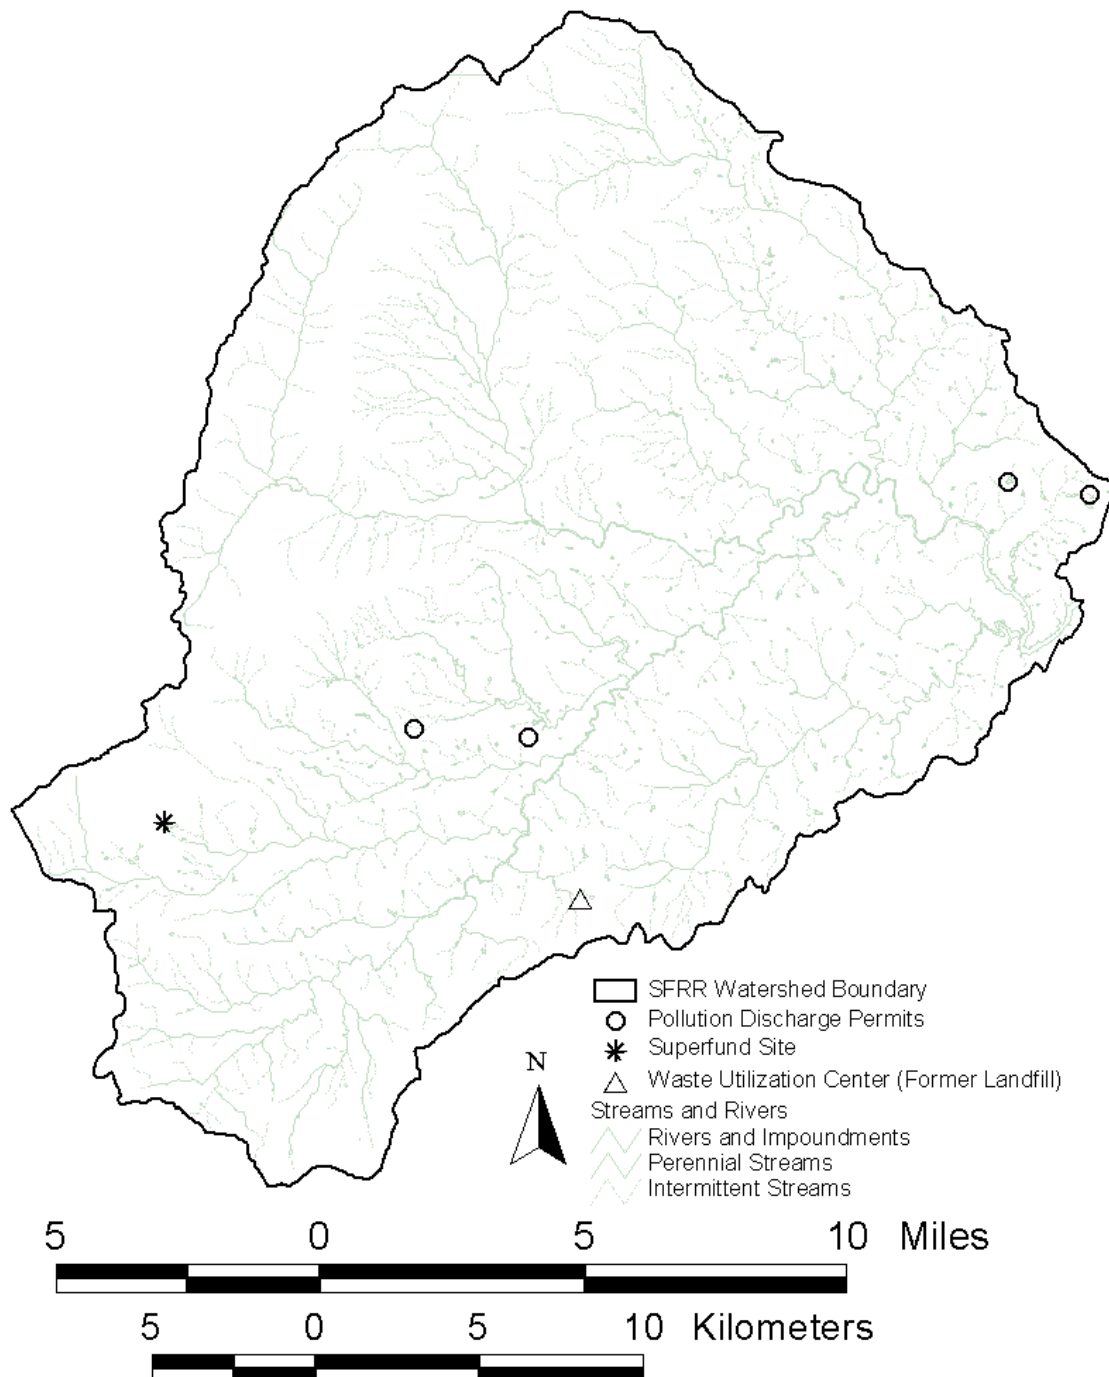 SFRR Watershed Boundary
Pollution Discharge Permits
Superfund Site
N
Waste Utilization Center (Former Landfill)
Streams and Rivers
Rivers and Impoundments
Perennial Streams
Intermittent Streams
5 0 5 10 Miles
5 0 5 10 Kilometers